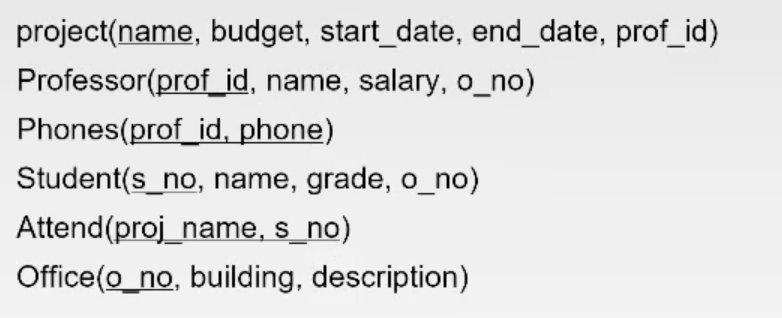 project(name, budget, start_date, end_date, prof_id)
Professor(prof_id, name, salary, o_no)
Phones(prof_id, phone)
Student(s_no, name, grade, o_no)
Attend(proj_name, s_no)
Office(o_no, building, description)